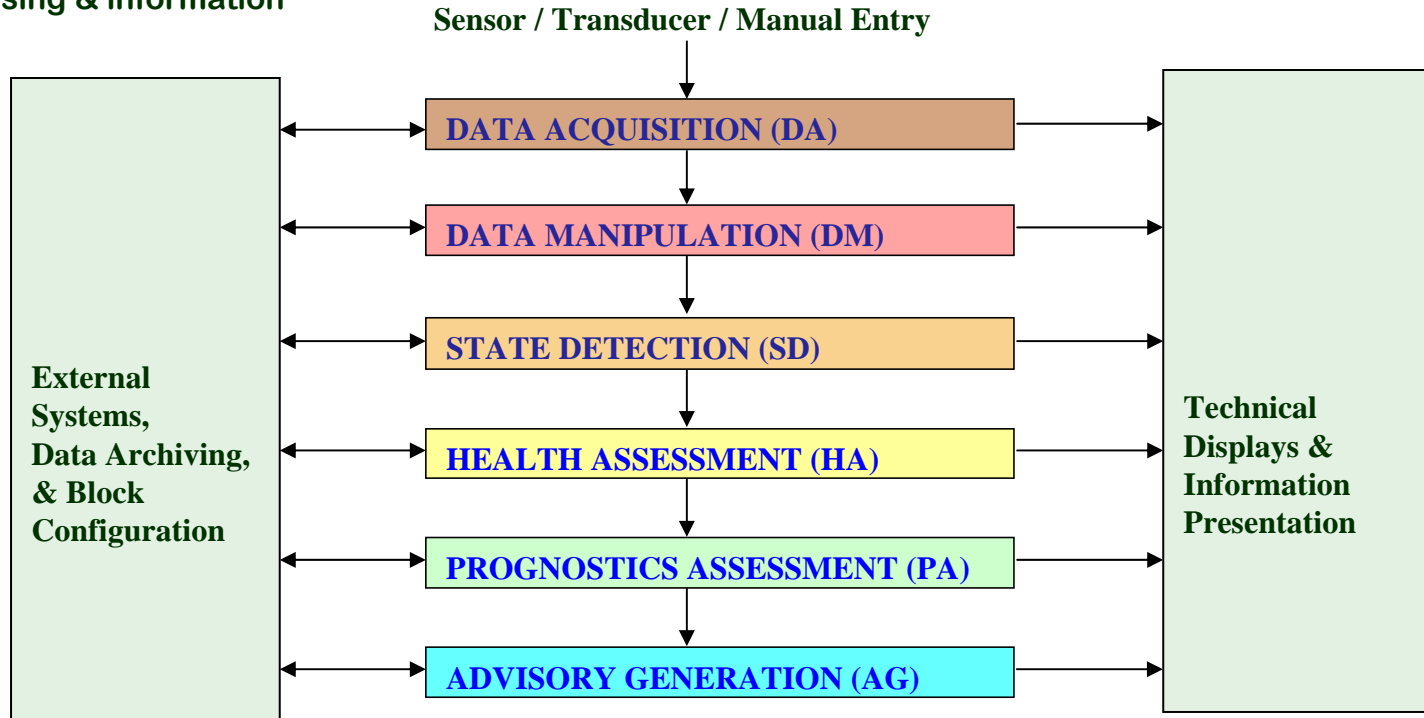 & Information
Sensor / Transducer / Manual Entry
DATA ACQUISITION (DA)
DATA MANIPULATION (DM)
STATE DETECTION (SD)
HEALTH ASSESSMENT (HA)
PROGNOSTICS ASSESSMENT (PA)
ADVISORY GENERATION (AG)
External
Systems,
Data Archiving,
& Block
Configuration
Technical
Displays &
Information
Presentation